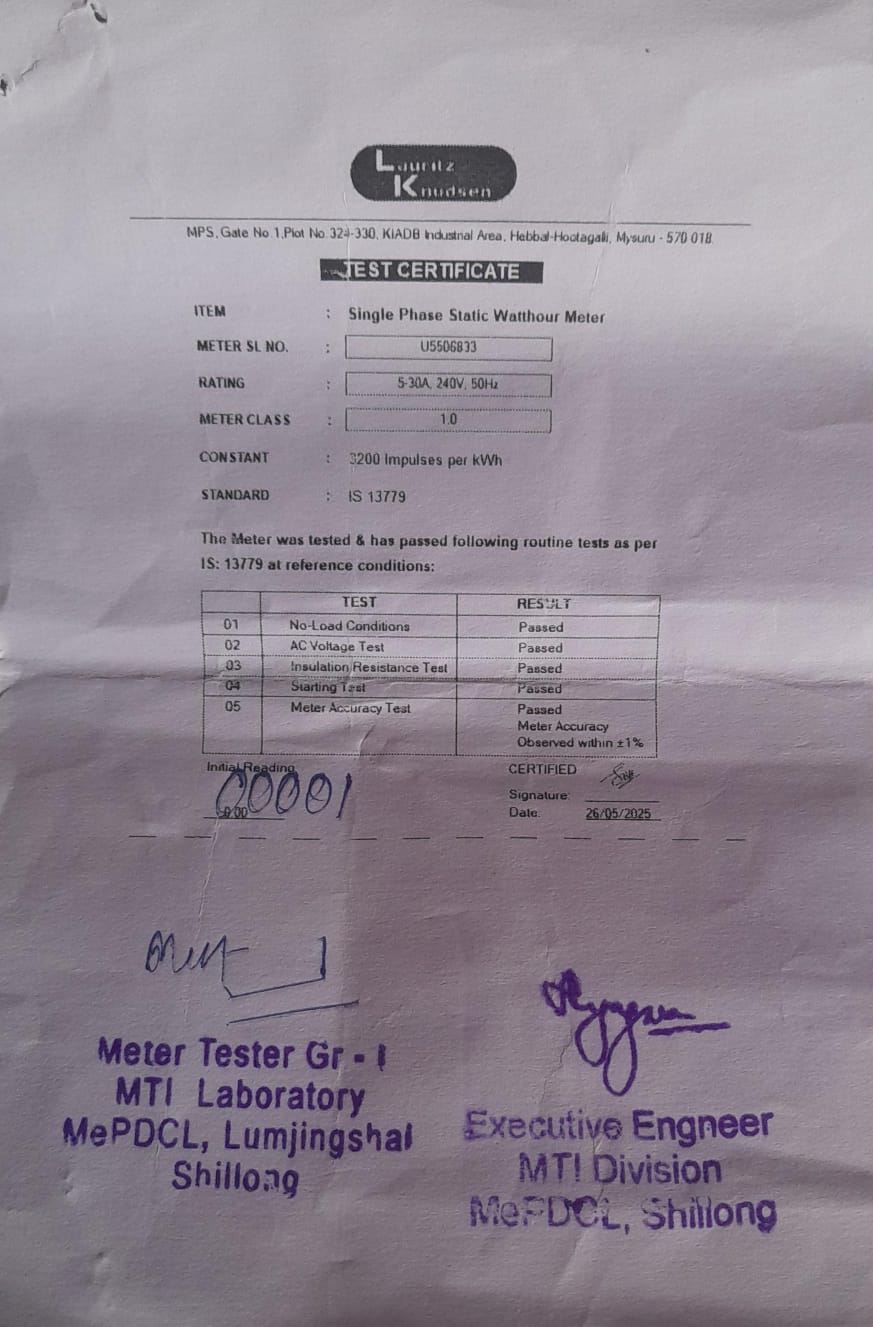 Lauritz
Knudsen
MPS, Gate No.1,Plot No.324-330, KIADB Industrial Area, Hebbal-Hootagalli, Mysuru - 570 018.
TEST CERTIFICATE
ITEM : Single Phase Static Watthour Meter
METER SL NO. : U5506833
RATING : 5-30A, 240V, 50Hz
METER CLASS : 1.0
CONSTANT : 3200 Impulses per kWh
STANDARD : IS 13779
The Meter was tested & has passed following routine tests as per
IS: 13779 at reference conditions:
TEST RESULT
01 No-Load Conditions Passed
02 AC Voltage Test Passed
03 Insulation Resistance Test Passed
04 Starting Test Passed
05 Meter Accuracy Test Passed
Meter Accuracy
Observed within ±1%
Initial Reading CERTIFIED
00001
Signature:
Date: 26/05/2025
Meter Tester Gr - I
MTI Laboratory
MePDCL, Lumjingshai
Shillong
Executive Engneer
MTI Division
MePDCL, Shillong